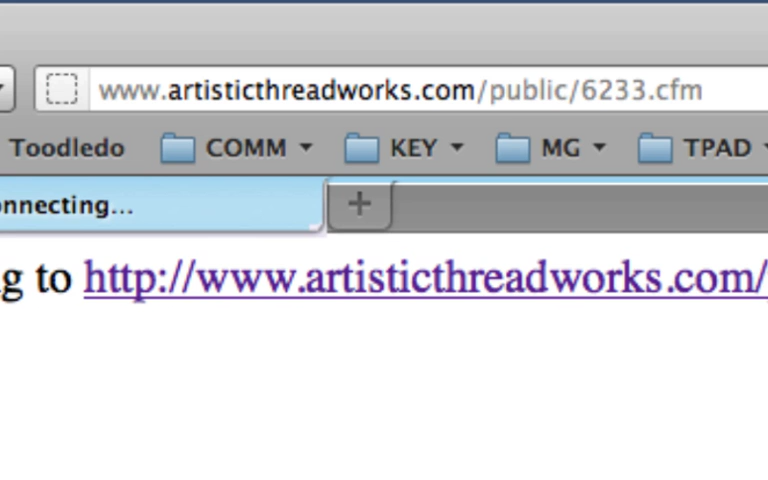 www.artisticthreadworks.com/public/6233.cfm
Toodledo COMM KEY MG TPAD
onnecting... +
g to http://www.artisticthreadworks.com/